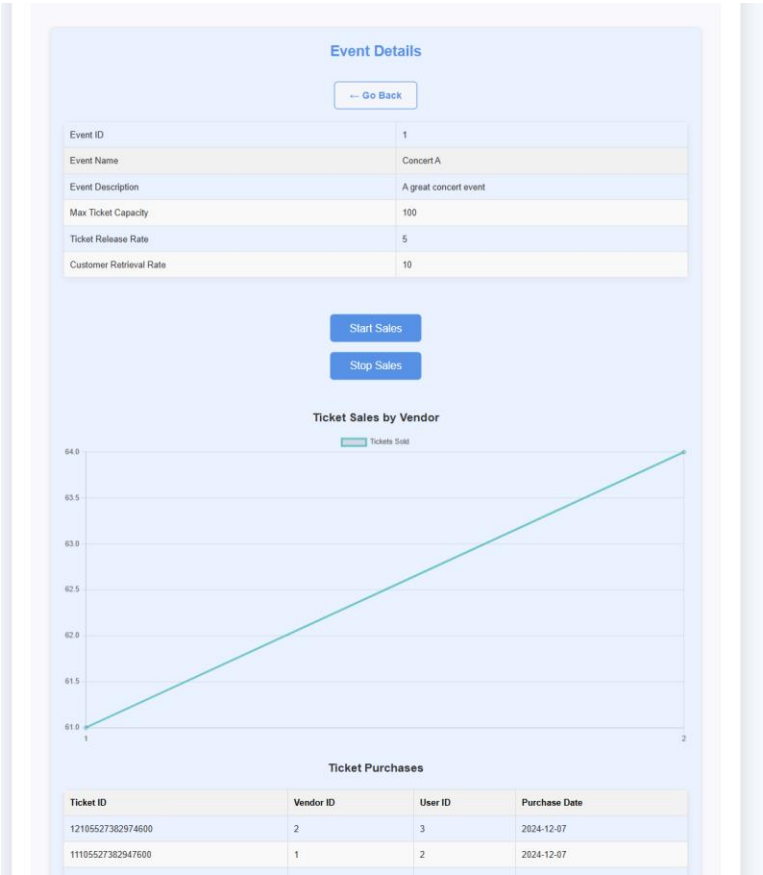 Event Details
← Go Back
Event ID 1
Event Name Concert A
Event Description A great concert event
Max Ticket Capacity 100
Ticket Release Rate 5
Customer Retrieval Rate 10
Start Sales
Stop Sales
Ticket Sales by Vendor
Tickets Sold
64.0
63.5
63.0
62.5
62.0
61.5
61.0
1 2
Ticket Purchases
Ticket ID Vendor ID User ID Purchase Date
12105527382974600 2 3 2024-12-07
11105527382947600 1 2 2024-12-07